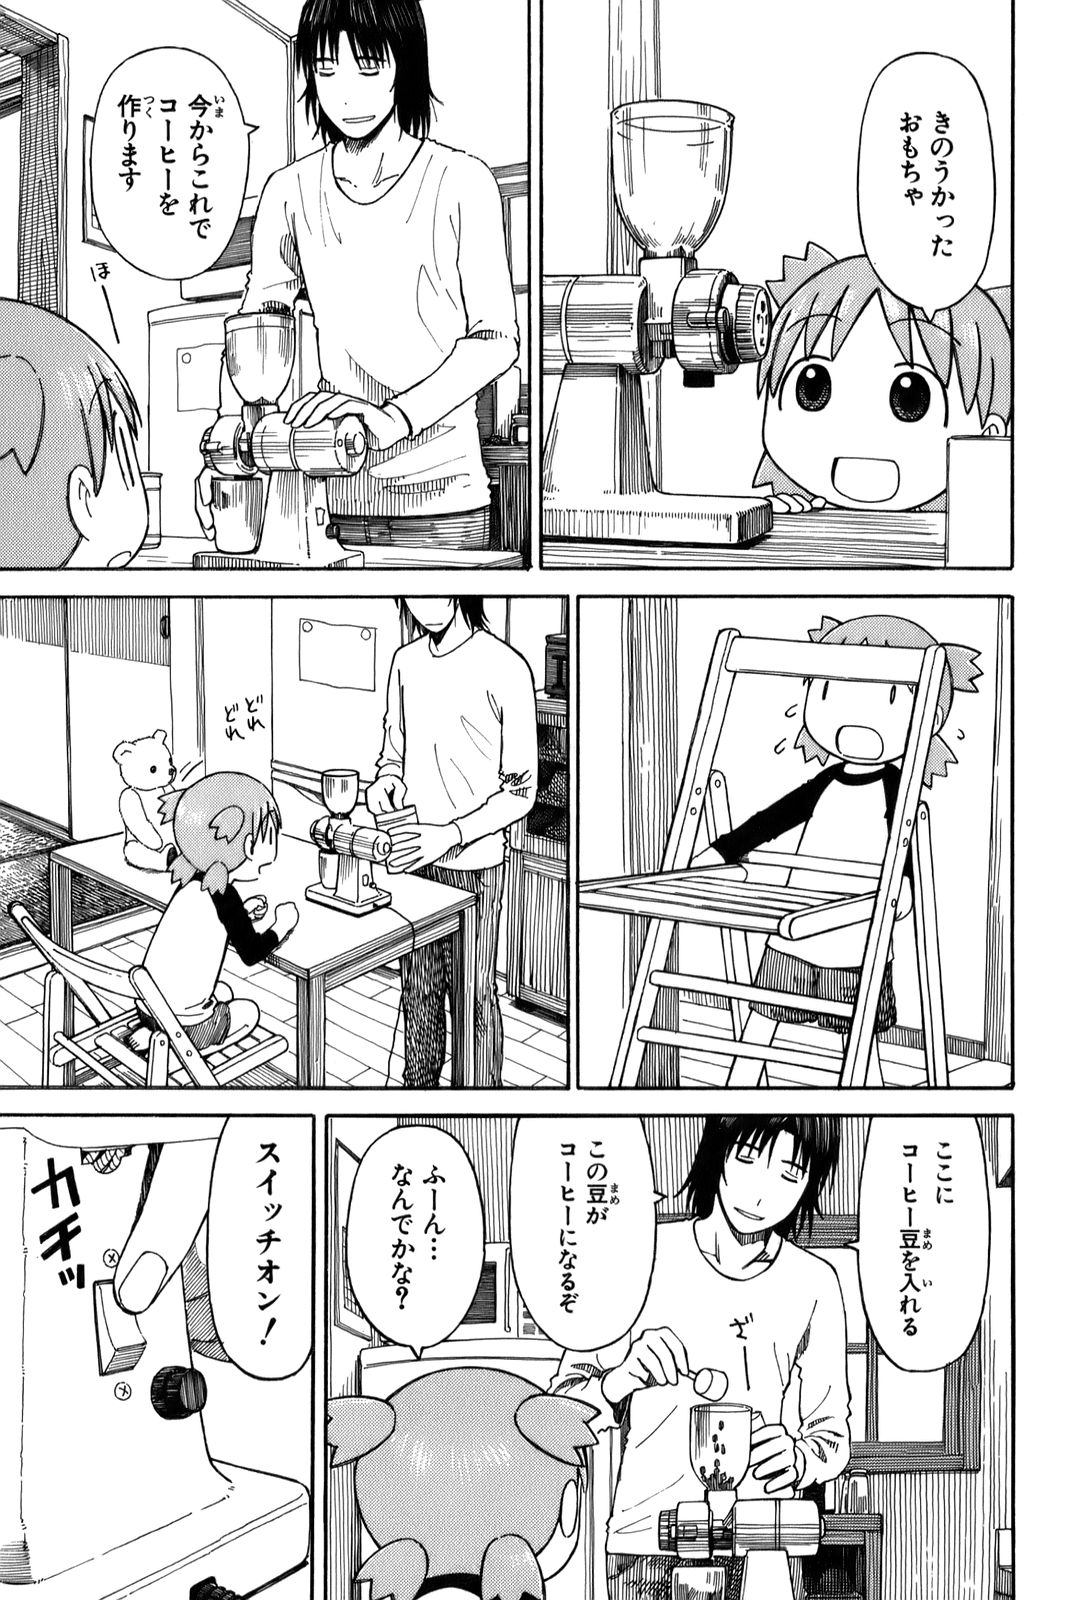 きのうかった
おもちゃ
今からこれで
コーヒーを
作ります
ほー
どれ
どれ
ここに
コーヒー豆を入れる
この豆が
コーヒーになるぞ
ざー
ふーん…
なんでかな？
スイッチオン！
カチッ